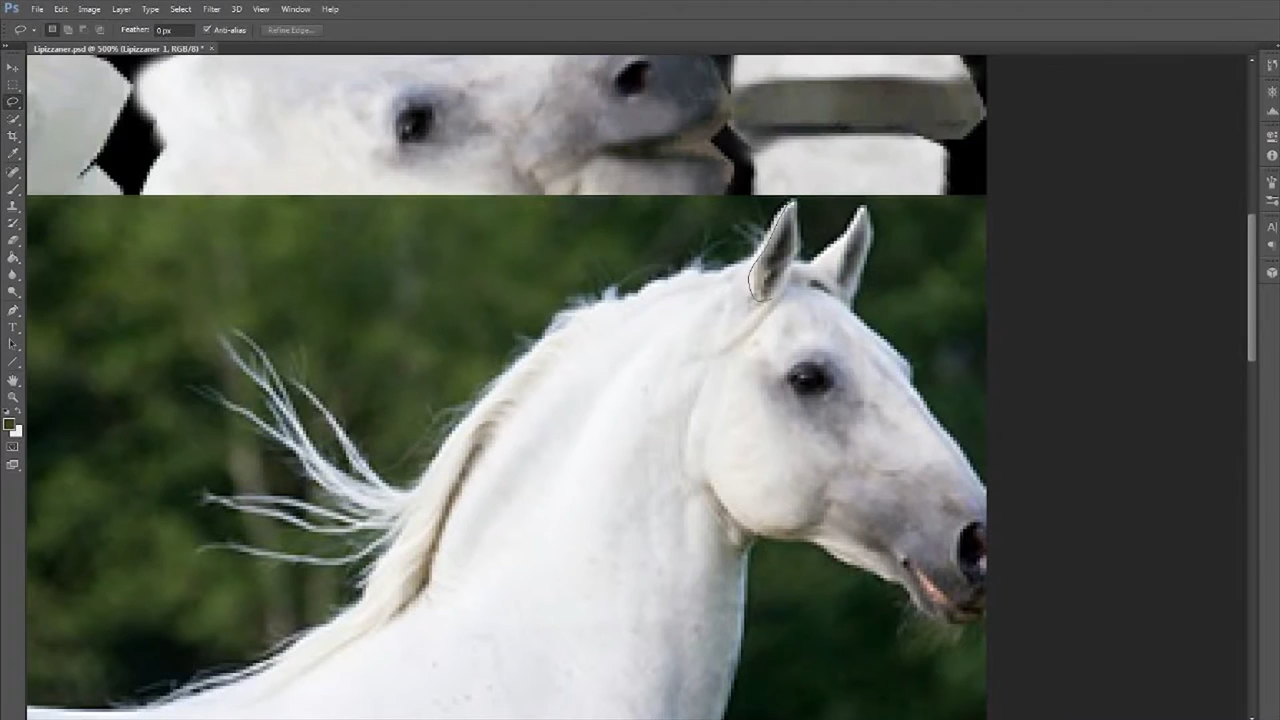 Ps File Edit Image Layer Type Select Filter 3D View Window Help
Feather: 0 px Anti-alias Refine Edge...
Lipizzaner.psd @ 500% (Lipizzaner 1, RGB/8) * ×